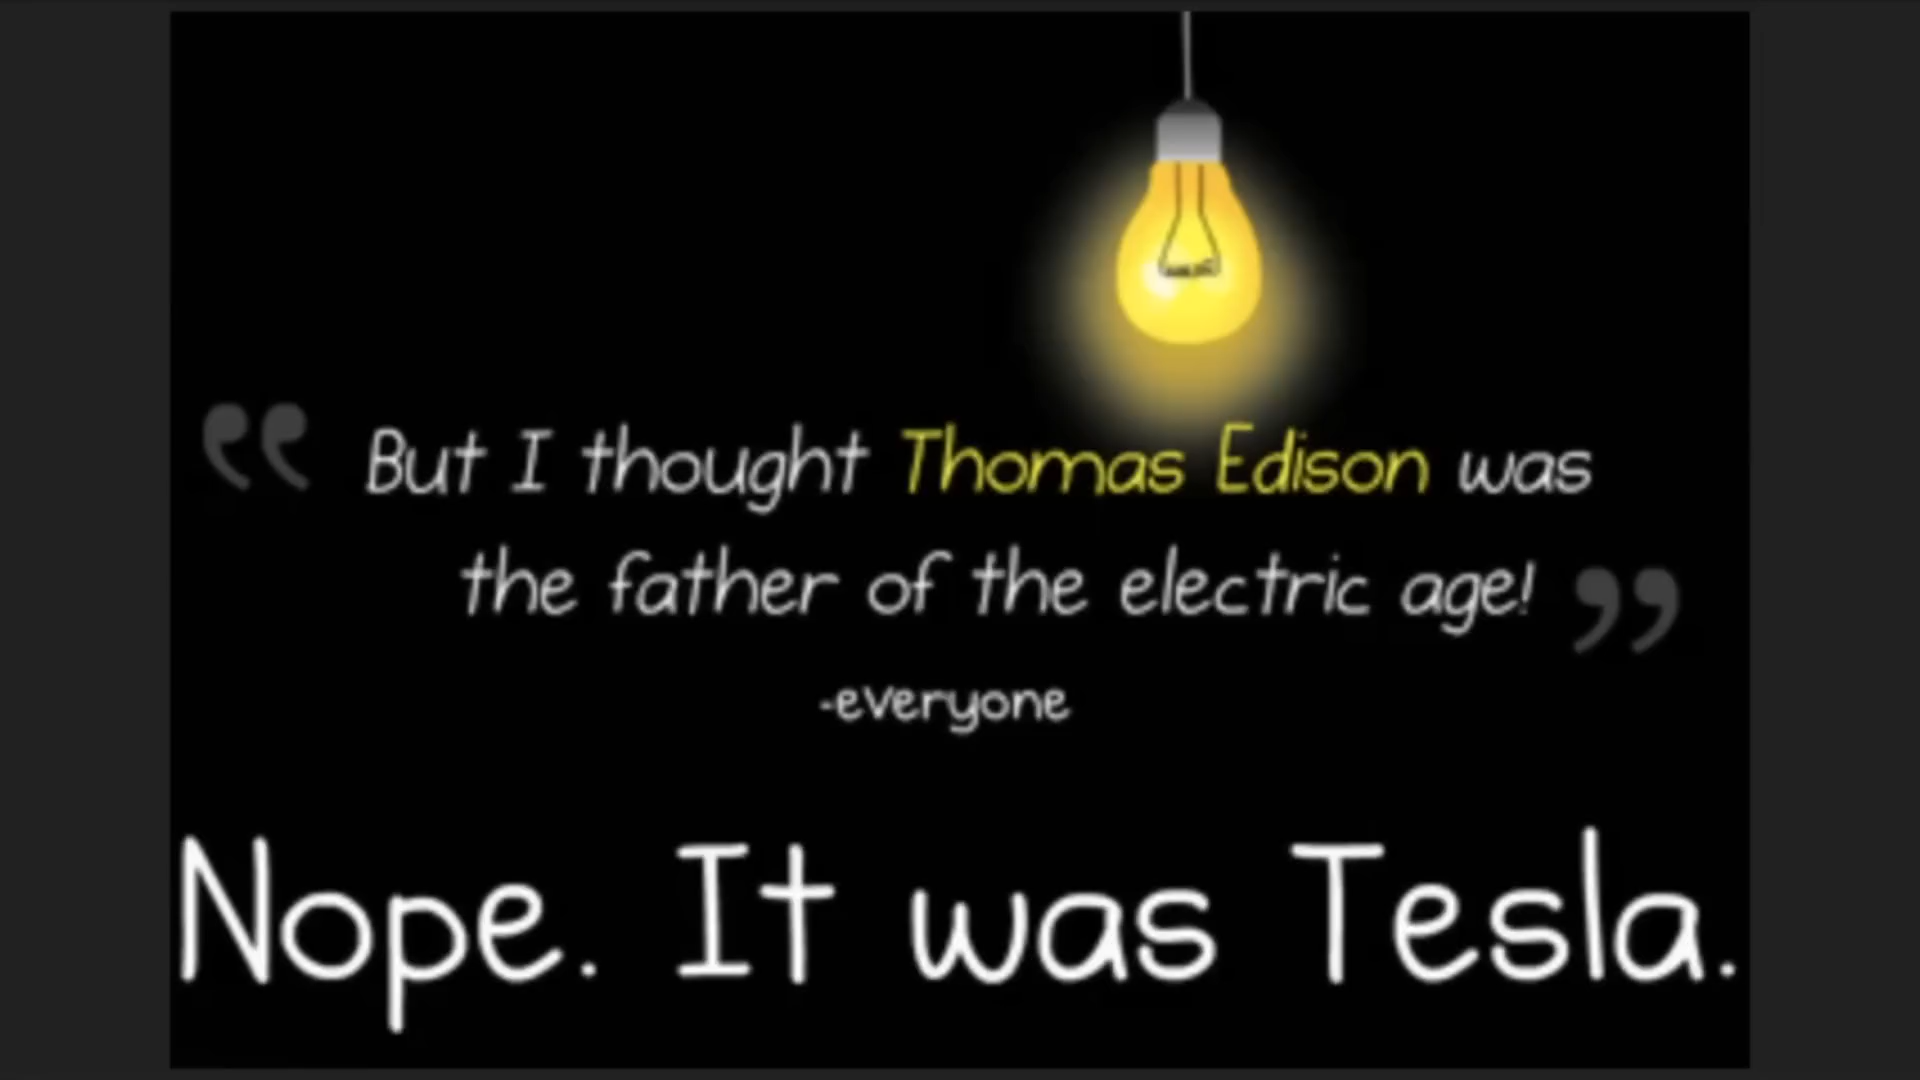 “ But I thought Thomas Edison was
the father of the electric age! ”
-everyone
Nope. It was Tesla.